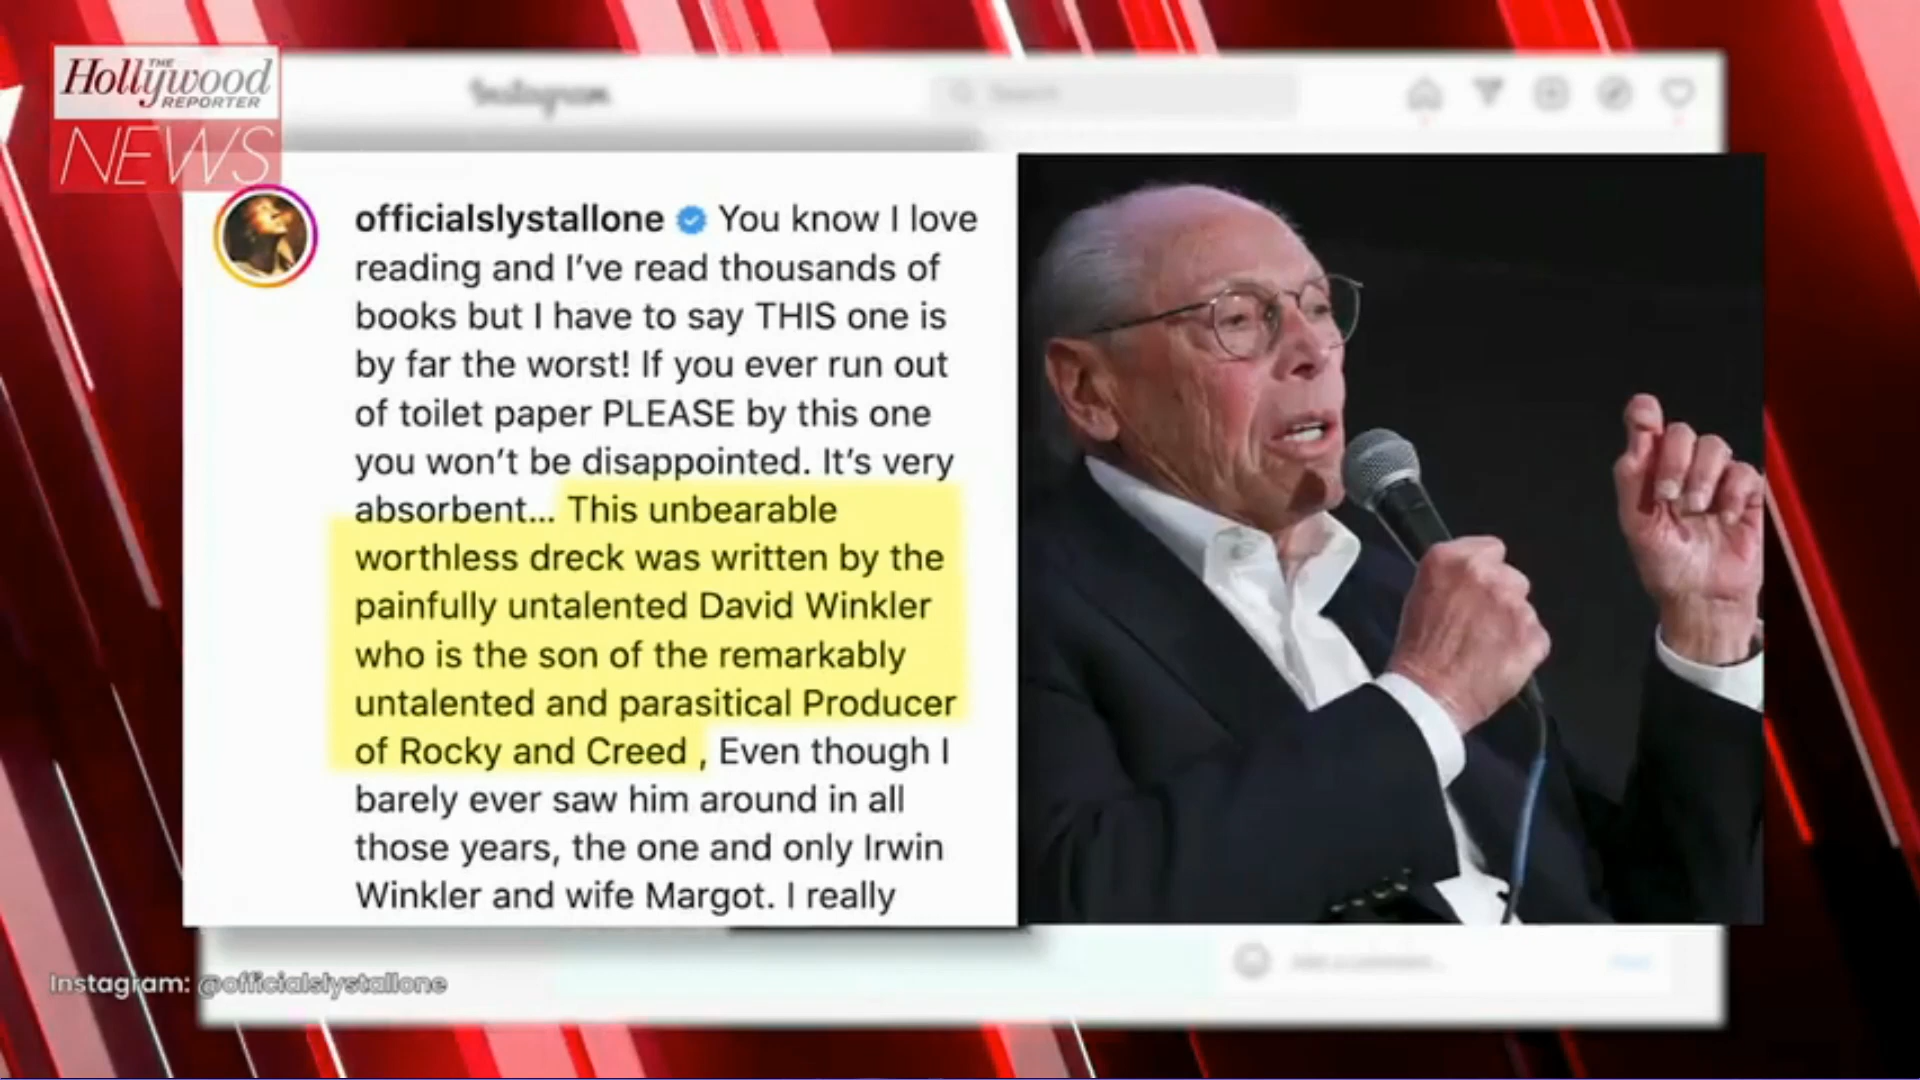 THE
Hollywood
REPORTER
NEWS
Instagram
Search
officialslystallone You know I love
reading and I've read thousands of
books but I have to say THIS one is
by far the worst! If you ever run out
of toilet paper PLEASE by this one
you won't be disappointed. It's very
absorbent... This unbearable
worthless dreck was written by the
painfully untalented David Winkler
who is the son of the remarkably
untalented and parasitical Producer
of Rocky and Creed , Even though I
barely ever saw him around in all
those years, the one and only Irwin
Winkler and wife Margot. I really
Add a comment...
Post
Instagram: @officialslystallone